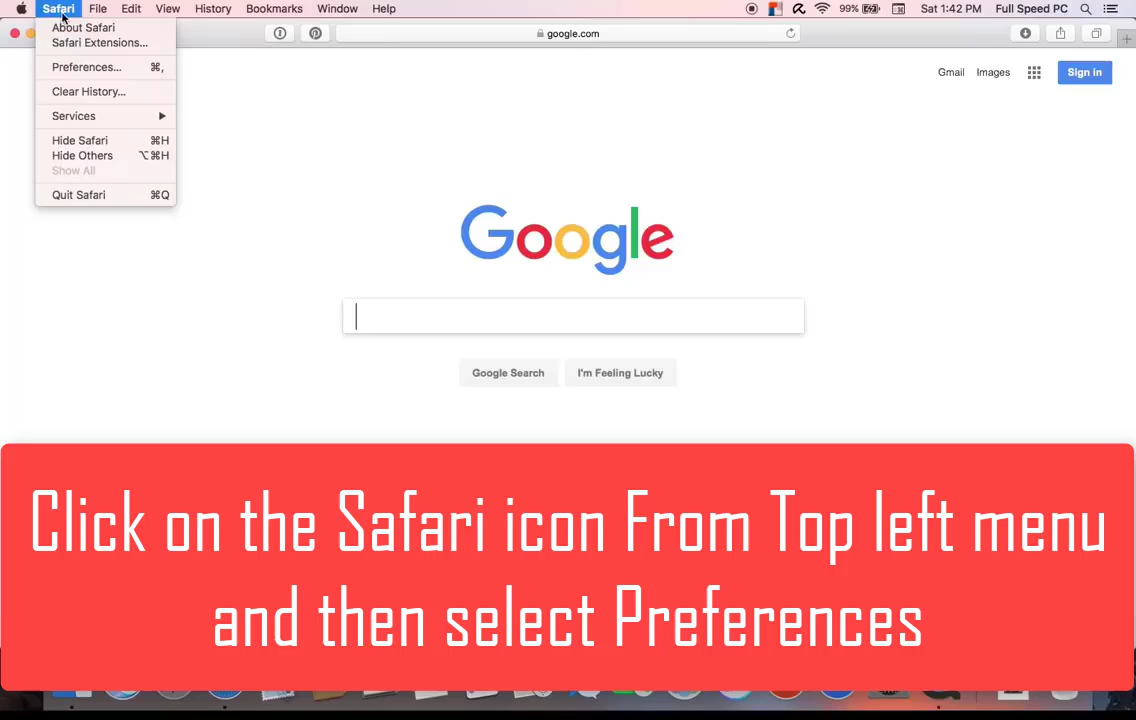 Safari File Edit View History Bookmarks Window Help 99% Sat 1:42 PM Full Speed PC
About Safari
Safari Extensions...
Preferences... ⌘,
Clear History...
Services
Hide Safari ⌘H
Hide Others ⌥⌘H
Show All
Quit Safari ⌘Q
google.com
Gmail Images Sign in
Google
Google Search I'm Feeling Lucky
Click on the Safari icon From Top left menu
and then select Preferences